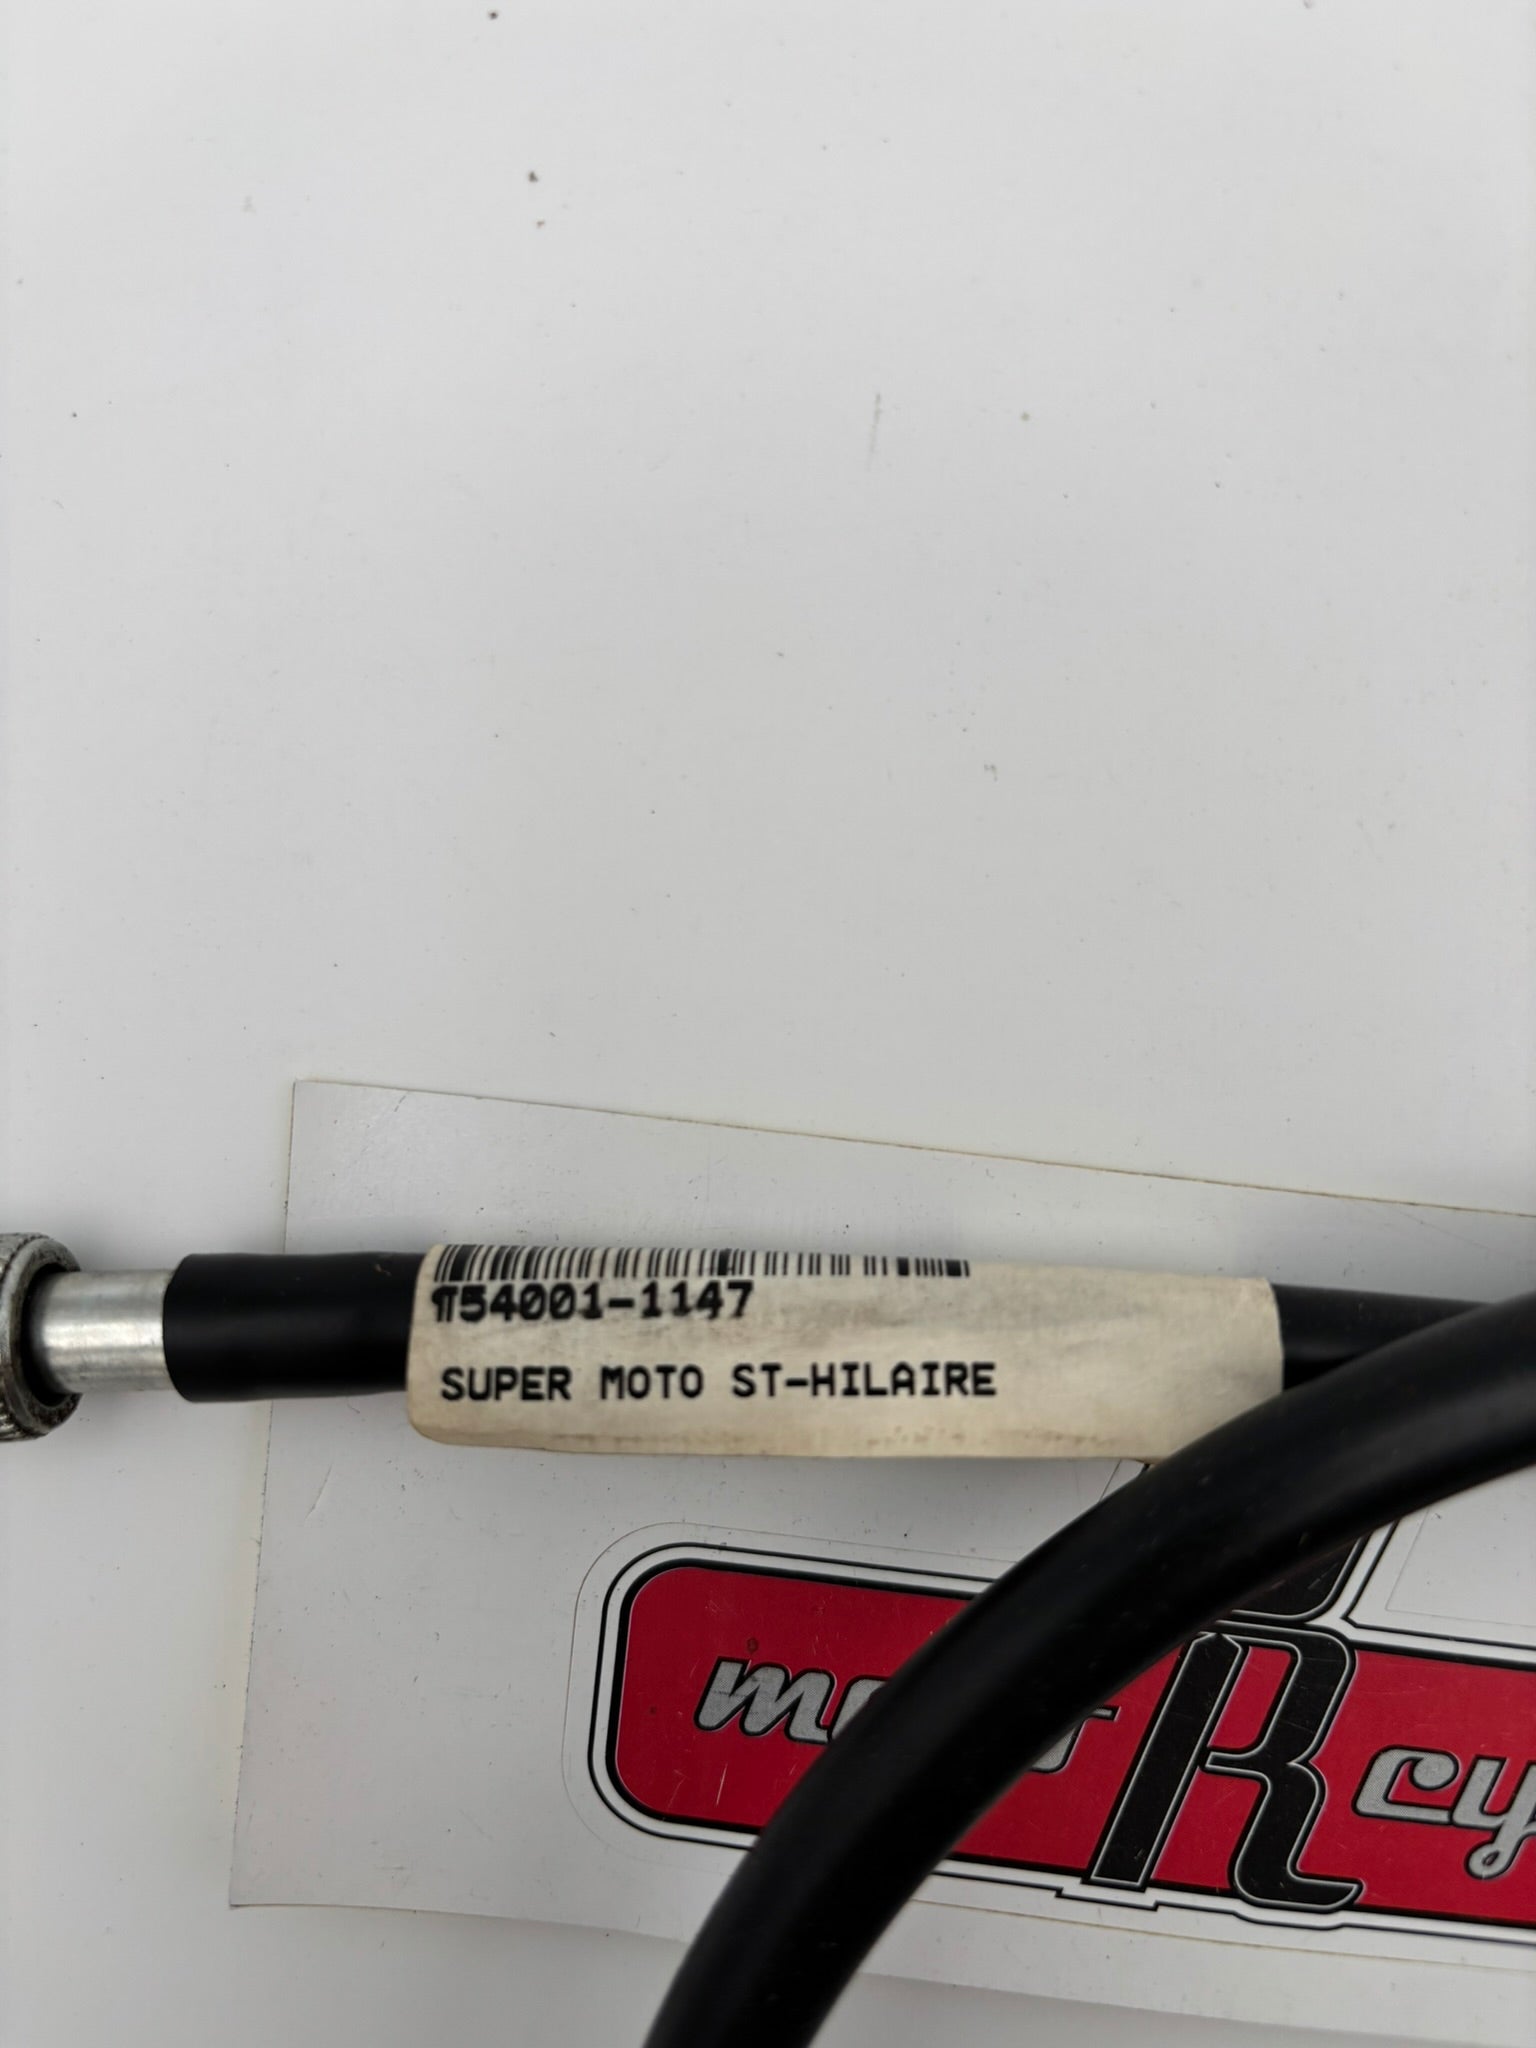 ¶54001-1147
SUPER MOTO ST-HILAIRE
R